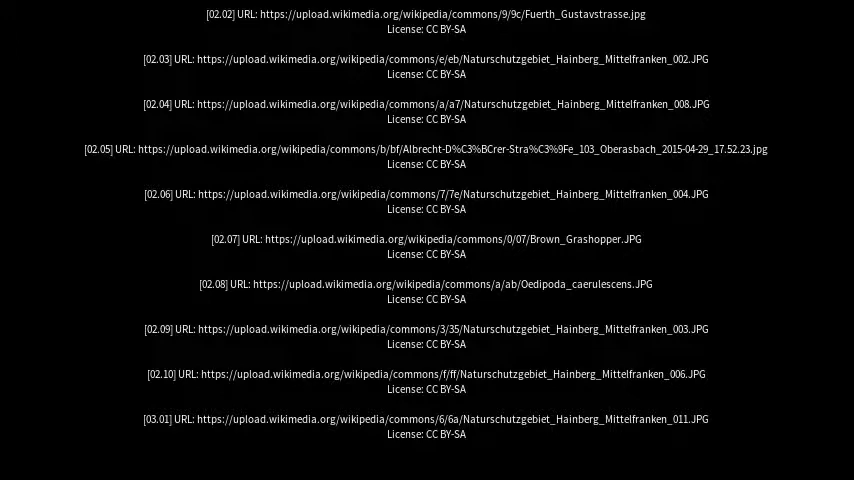 [02.02] URL: https://upload.wikimedia.org/wikipedia/commons/9/9c/Fuerth_Gustavstrasse.jpg
License: CC BY-SA
[02.03] URL: https://upload.wikimedia.org/wikipedia/commons/e/eb/Naturschutzgebiet_Hainberg_Mittelfranken_002.JPG
License: CC BY-SA
[02.04] URL: https://upload.wikimedia.org/wikipedia/commons/a/a7/Naturschutzgebiet_Hainberg_Mittelfranken_008.JPG
License: CC BY-SA
[02.05] URL: https://upload.wikimedia.org/wikipedia/commons/b/bf/Albrecht-D%C3%BCrer-Stra%C3%9Fe_103_Oberasbach_2015-04-29_17.52.23.jpg
License: CC BY-SA
[02.06] URL: https://upload.wikimedia.org/wikipedia/commons/7/7e/Naturschutzgebiet_Hainberg_Mittelfranken_004.JPG
License: CC BY-SA
[02.07] URL: https://upload.wikimedia.org/wikipedia/commons/0/07/Brown_Grashopper.JPG
License: CC BY-SA
[02.08] URL: https://upload.wikimedia.org/wikipedia/commons/a/ab/Oedipoda_caerulescens.JPG
License: CC BY-SA
[02.09] URL: https://upload.wikimedia.org/wikipedia/commons/3/35/Naturschutzgebiet_Hainberg_Mittelfranken_003.JPG
License: CC BY-SA
[02.10] URL: https://upload.wikimedia.org/wikipedia/commons/f/ff/Naturschutzgebiet_Hainberg_Mittelfranken_006.JPG
License: CC BY-SA
[03.01] URL: https://upload.wikimedia.org/wikipedia/commons/6/6a/Naturschutzgebiet_Hainberg_Mittelfranken_011.JPG
License: CC BY-SA